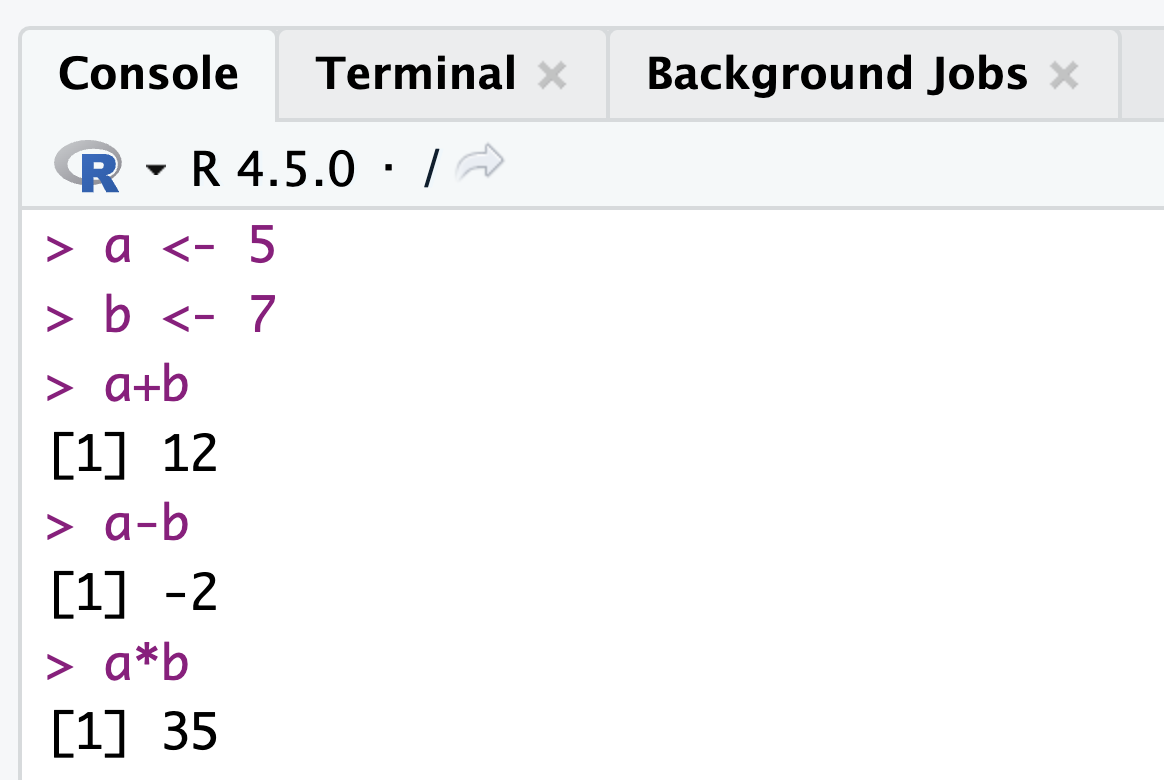 Console Terminal Background Jobs
R R 4.5.0 · /
> a <- 5
> b <- 7
> a+b
[1] 12
> a-b
[1] -2
> a*b
[1] 35